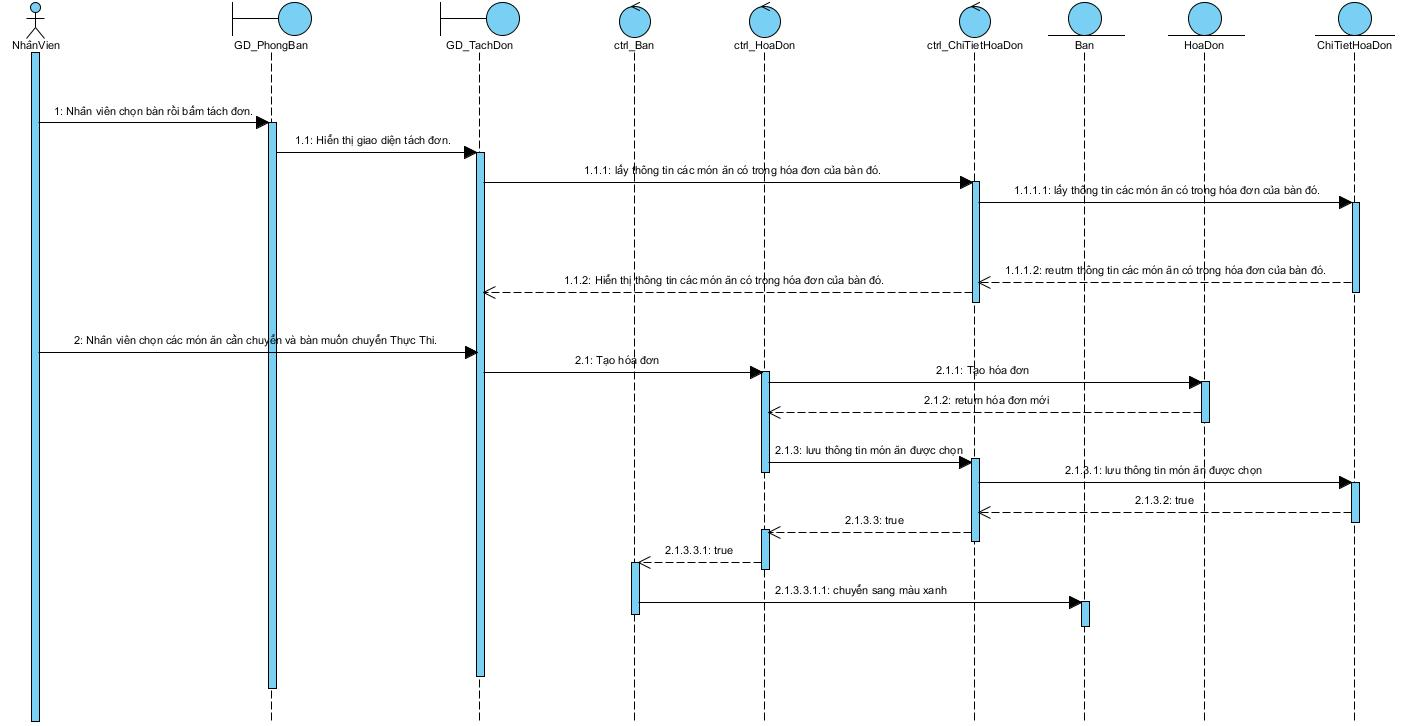 NhânVien
GD_PhongBan
GD_TachDon
ctrl_Ban
ctrl_HoaDon
ctrl_ChiTietHoaDon
Ban
HoaDon
ChiTietHoaDon
1: Nhân viên chọn bàn rồi bấm tách đơn.
1.1: Hiển thị giao diện tách đơn.
1.1.1: lấy thông tin các món ăn có trong hóa đơn của bàn đó.
1.1.1.1: lấy thông tin các món ăn có trong hóa đơn của bàn đó.
1.1.1.2: reutrn thông tin các món ăn có trong hóa đơn của bàn đó.
1.1.2: Hiển thị thông tin các món ăn có trong hóa đơn của bàn đó.
2: Nhân viên chọn các món ăn cần chuyển và bàn muốn chuyển Thực Thi.
2.1: Tạo hóa đơn
2.1.1: Tạo hóa đơn
2.1.2: return hóa đơn mới
2.1.3: lưu thông tin món ăn được chọn
2.1.3.1: lưu thông tin món ăn được chọn
2.1.3.2: true
2.1.3.3: true
2.1.3.3.1: true
2.1.3.3.1.1: chuyển sang màu xanh